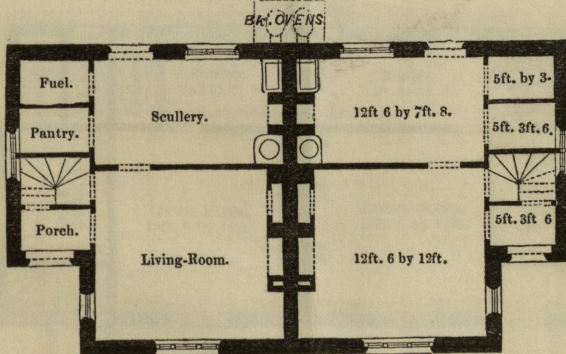 Bk. OVENS
Fuel.
5ft. by 3.
Scullery.
12ft 6 by 7ft. 8.
Pantry.
5ft. 3ft. 6.
Porch.
5ft. 3ft 6
Living-Room.
12ft. 6 by 12ft.